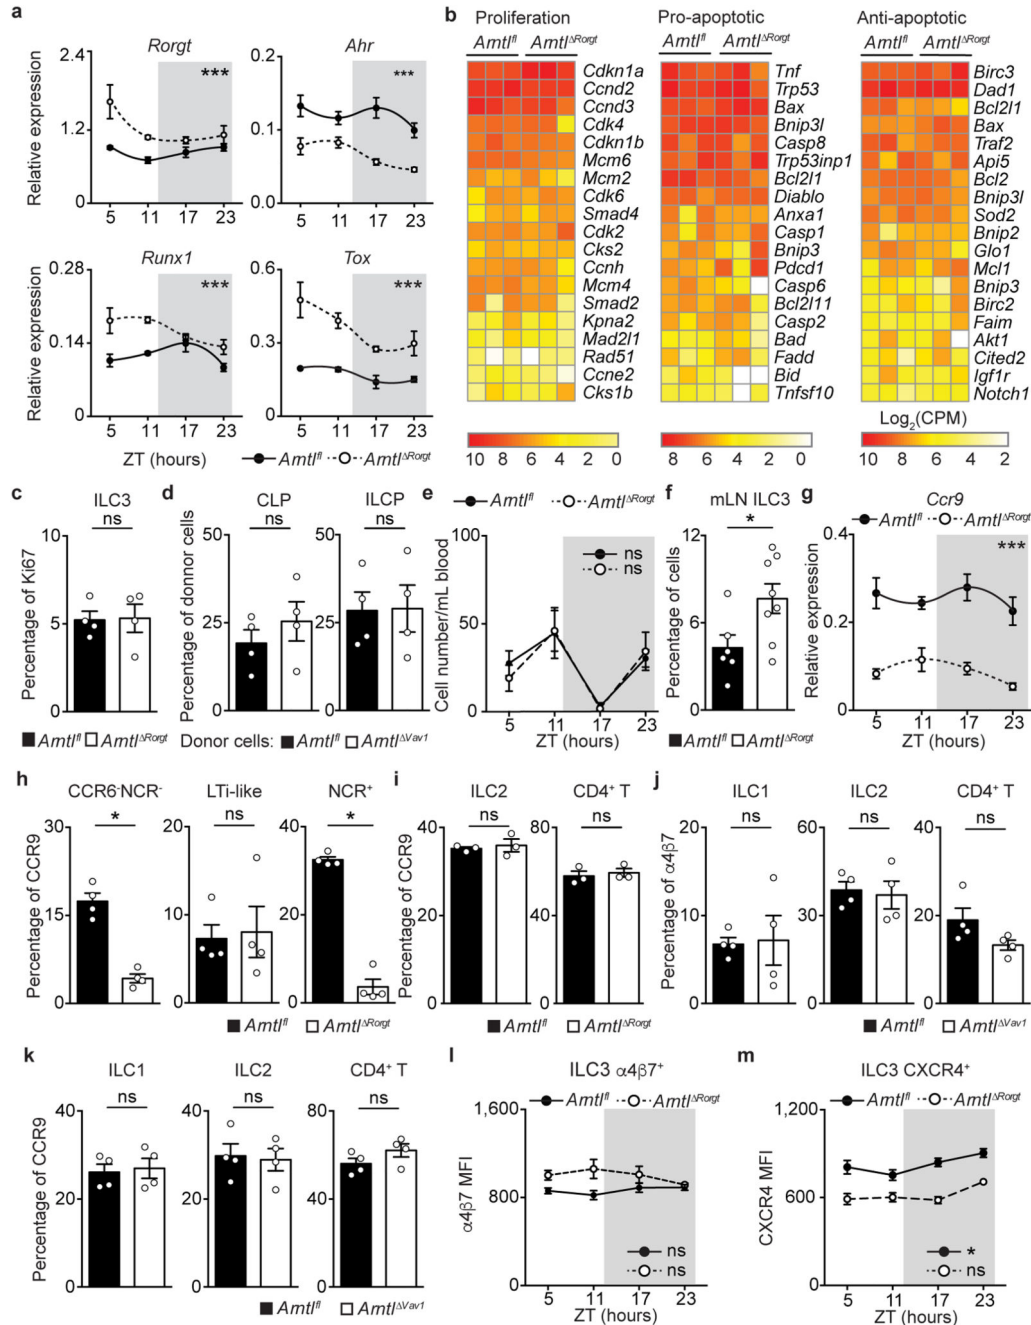 a
Rorgt
Ahr
Relative expression
2.4
1.2
0
0.2
0.1
0.0
***
***
5 11 17 23
5 11 17 23
Runx1
Tox
Relative expression
0.28
0.14
0
0.6
0.3
0
***
***
5 11 17 23
5 11 17 23
ZT (hours)
Amtlfl
AmtlΔRorgt
b
Proliferation
Amtlfl AmtlΔRorgt
Cdkn1a
Ccnd2
Ccnd3
Cdk4
Cdkn1b
Mcm6
Mcm2
Cdk6
Smad4
Cdk2
Cks2
Ccnh
Mcm4
Smad2
Kpna2
Mad2l1
Rad51
Ccne2
Cks1b
10 8 6 4 2 0
Pro-apoptotic
Amtlfl AmtlΔRorgt
Tnf
Trp53
Bax
Bnip3l
Casp8
Trp53inp1
Bcl2l1
Diablo
Anxa1
Casp1
Bnip3
Pdcd1
Casp6
Bcl2l11
Casp2
Bad
Fadd
Bid
Tnfsf10
8 6 4 2 0
Anti-apoptotic
Amtlfl AmtlΔRorgt
Birc3
Dad1
Bcl2l1
Bax
Traf2
Api5
Bcl2
Bnip3l
Sod2
Bnip2
Glo1
Mcl1
Bnip3
Birc2
Faim
Akt1
Cited2
Igf1r
Notch1
Log2(CPM)
10 8 6 4 2
c
ILC3
ns
Percentage of Ki67
10
5
0
Amtlfl AmtlΔRorgt
d
CLP
ns
ILCP
ns
Percentage of donnor cells
50
25
0
50
25
0
Donor cells: Amtlfl AmtlΔVav1
e
Amtlfl AmtlΔRorgt
Cell number/mL blood
100
50
0
ns
ns
5 11 17 23
ZT (hours)
f
mLN ILC3
*
Percentage of cells
12
6
0
Amtlfl
AmtlΔRorgt
g
Ccr9
Amtlfl AmtlΔRorgt
Relative expression
0.4
0.2
0
***
5 11 17 23
ZT (hours)
h
CCR6-NCR-
*
LTi-like
ns
NCR+
*
Percentage of CCR9
30
15
0
20
10
0
40
20
0
Amtlfl AmtlΔRorgt
i
ILC2
ns
CD4+ T
ns
Percentage of CCR9
40
20
0
80
40
0
Amtlfl AmtlΔRorgt
j
ILC1
ns
ILC2
ns
CD4+ T
ns
Percentage of α4β7
20
10
0
60
30
0
40
20
0
Amtlfl AmtlΔVav1
k
ILC1
ns
ILC2
ns
CD4+ T
ns
Percentage of CCR9
40
20
0
40
20
0
80
40
0
Amtlfl AmtlΔVav1
l
ILC3 α4β7+
Amtlfl AmtlΔRorgt
α4β7 MFI
1,600
800
0
ns
ns
5 11 17 23
ZT (hours)
m
ILC3 CXCR4+
Amtlfl AmtlΔRorgt
CXCR4 MFI
1,200
600
0
*
ns
5 11 17 23
ZT (hours)